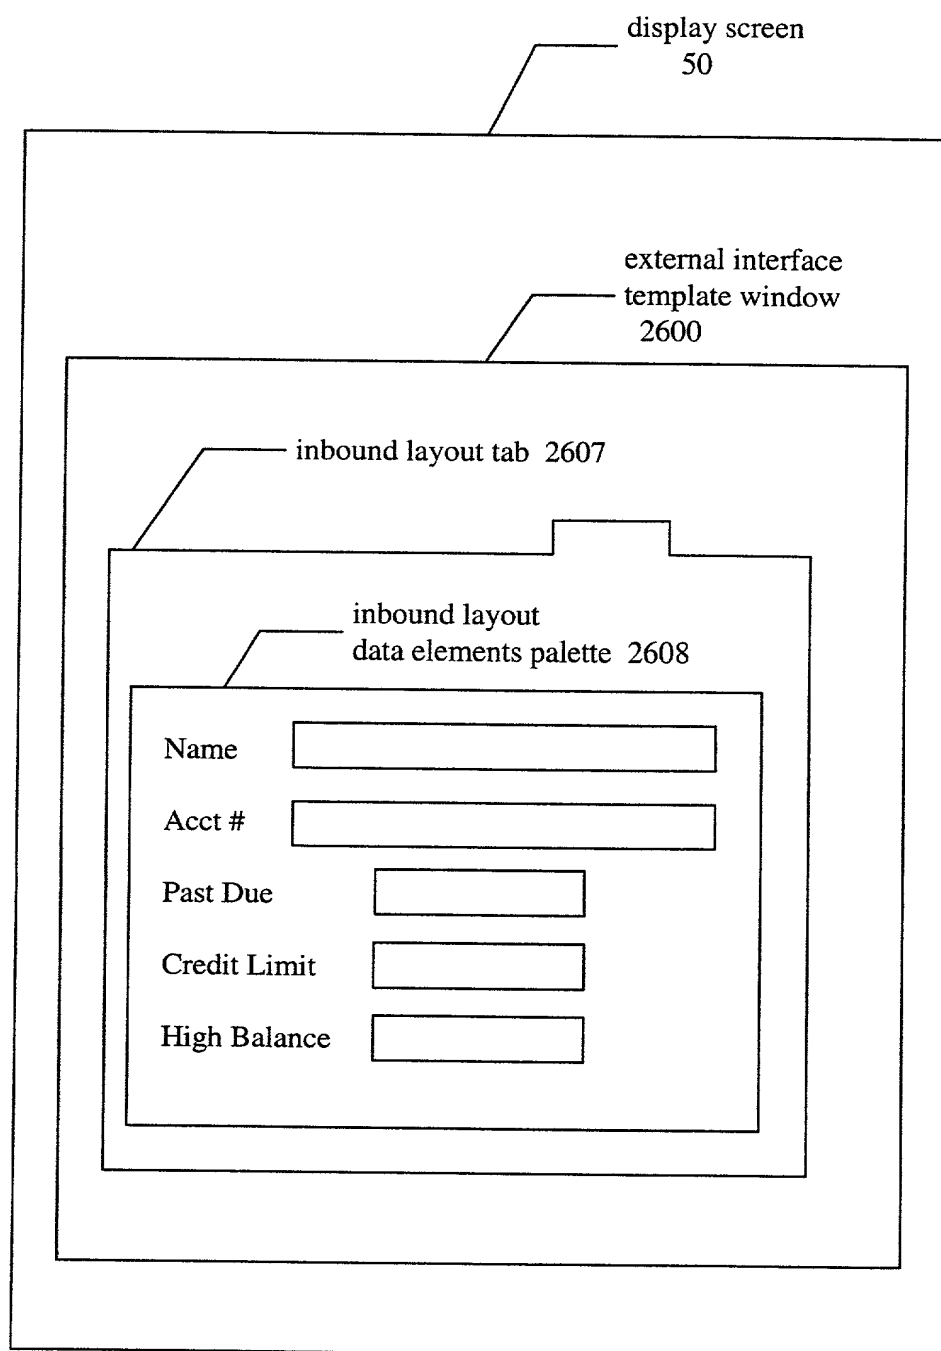 display screen
50
external interface
template window
2600
inbound layout tab 2607
inbound layout
data elements palette 2608
Name
Acct #
Past Due
Credit Limit
High Balance